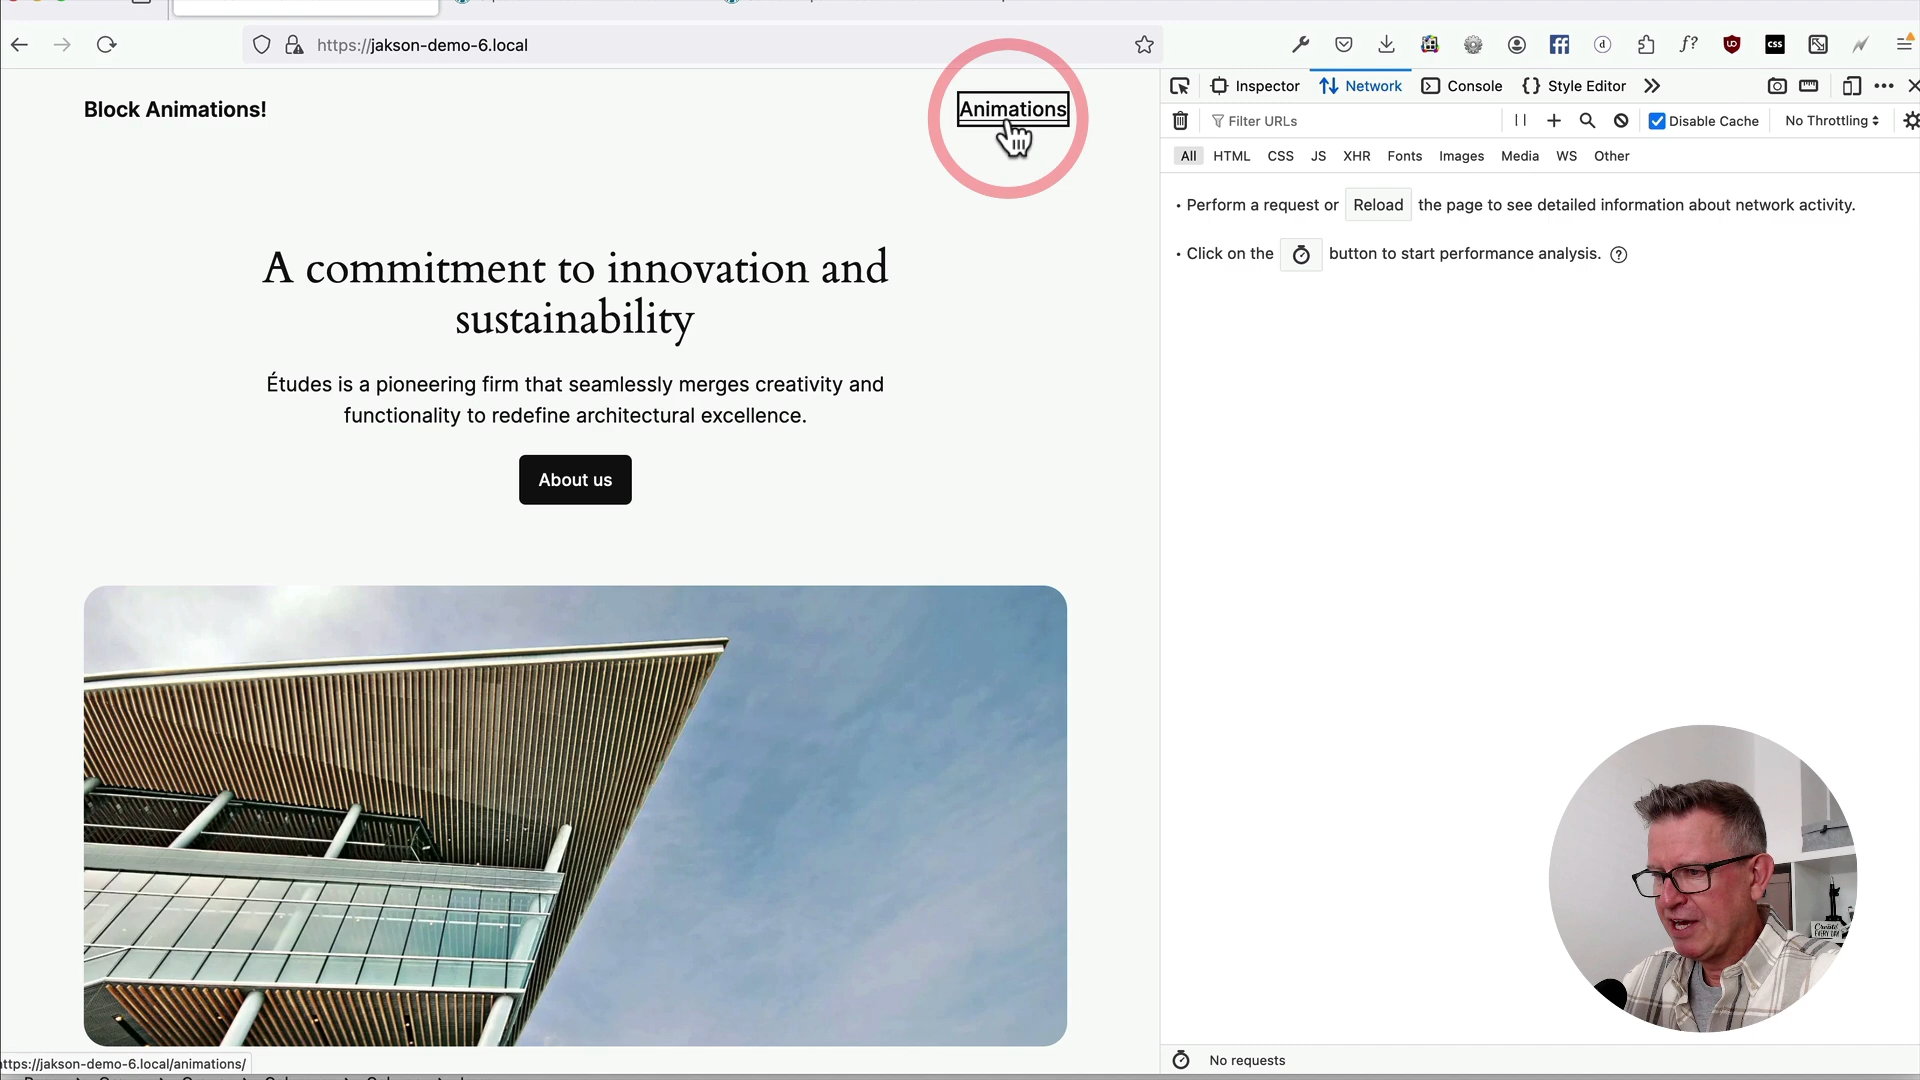 https://jakson-demo-6.local
Block Animations!
Animations
A commitment to innovation and
sustainability
Études is a pioneering firm that seamlessly merges creativity and
functionality to redefine architectural excellence.
About us
ttps://jakson-demo-6.local/animations/
Inspector
Network
Console
Style Editor
Filter URLs
Disable Cache
No Throttling
All HTML CSS JS XHR Fonts Images Media WS Other
• Perform a request or Reload the page to see detailed information about network activity.
• Click on the button to start performance analysis. ?
No requests
f?
css
d
Create
EVERY DAY